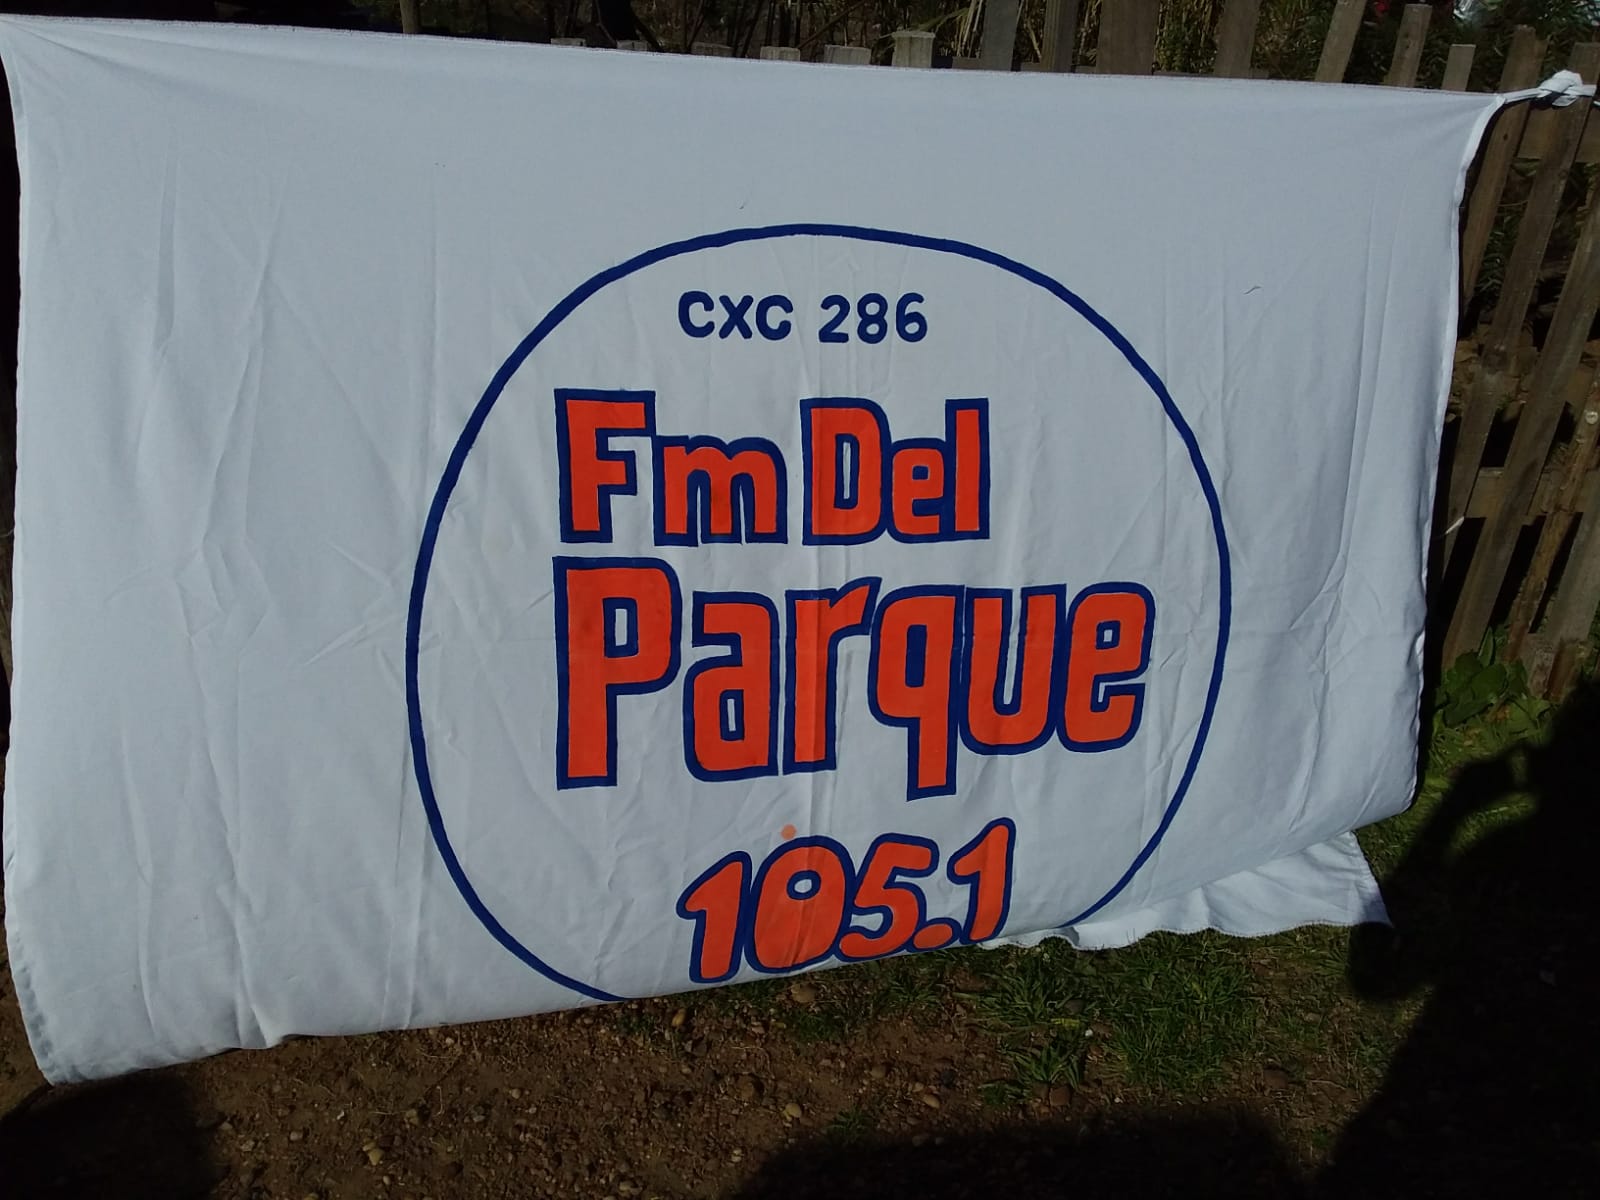 CXC 286
Fm Del
Parque
105.1